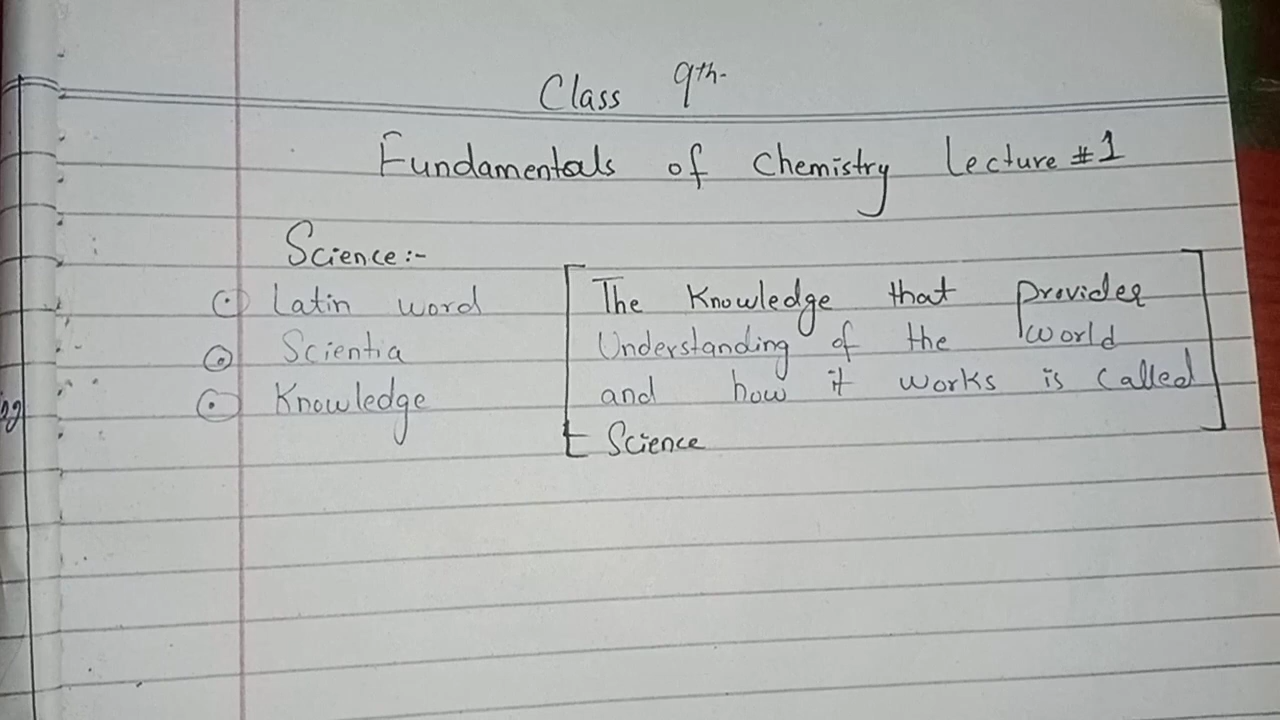 Class 9th.
Fundamentals of Chemistry Lecture #1
Science:-
Latin word
Scientia
Knowledge
The Knowledge that provides
Understanding of the world
and how it works is called
Science